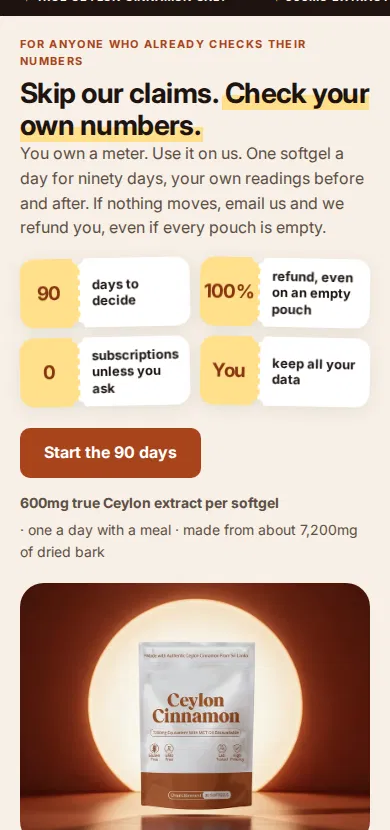 FOR ANYONE WHO ALREADY CHECKS THEIR
NUMBERS
Skip our claims. Check your
own numbers.
You own a meter. Use it on us. One softgel a
day for ninety days, your own readings before
and after. If nothing moves, email us and we
refund you, even if every pouch is empty.
90
days to
decide
100%
refund, even
on an empty
pouch
0
subscriptions
unless you
ask
You
keep all your
data
Start the 90 days
600mg true Ceylon extract per softgel
· one a day with a meal · made from about 7,200mg
of dried bark
Ceylon
Cinnamon